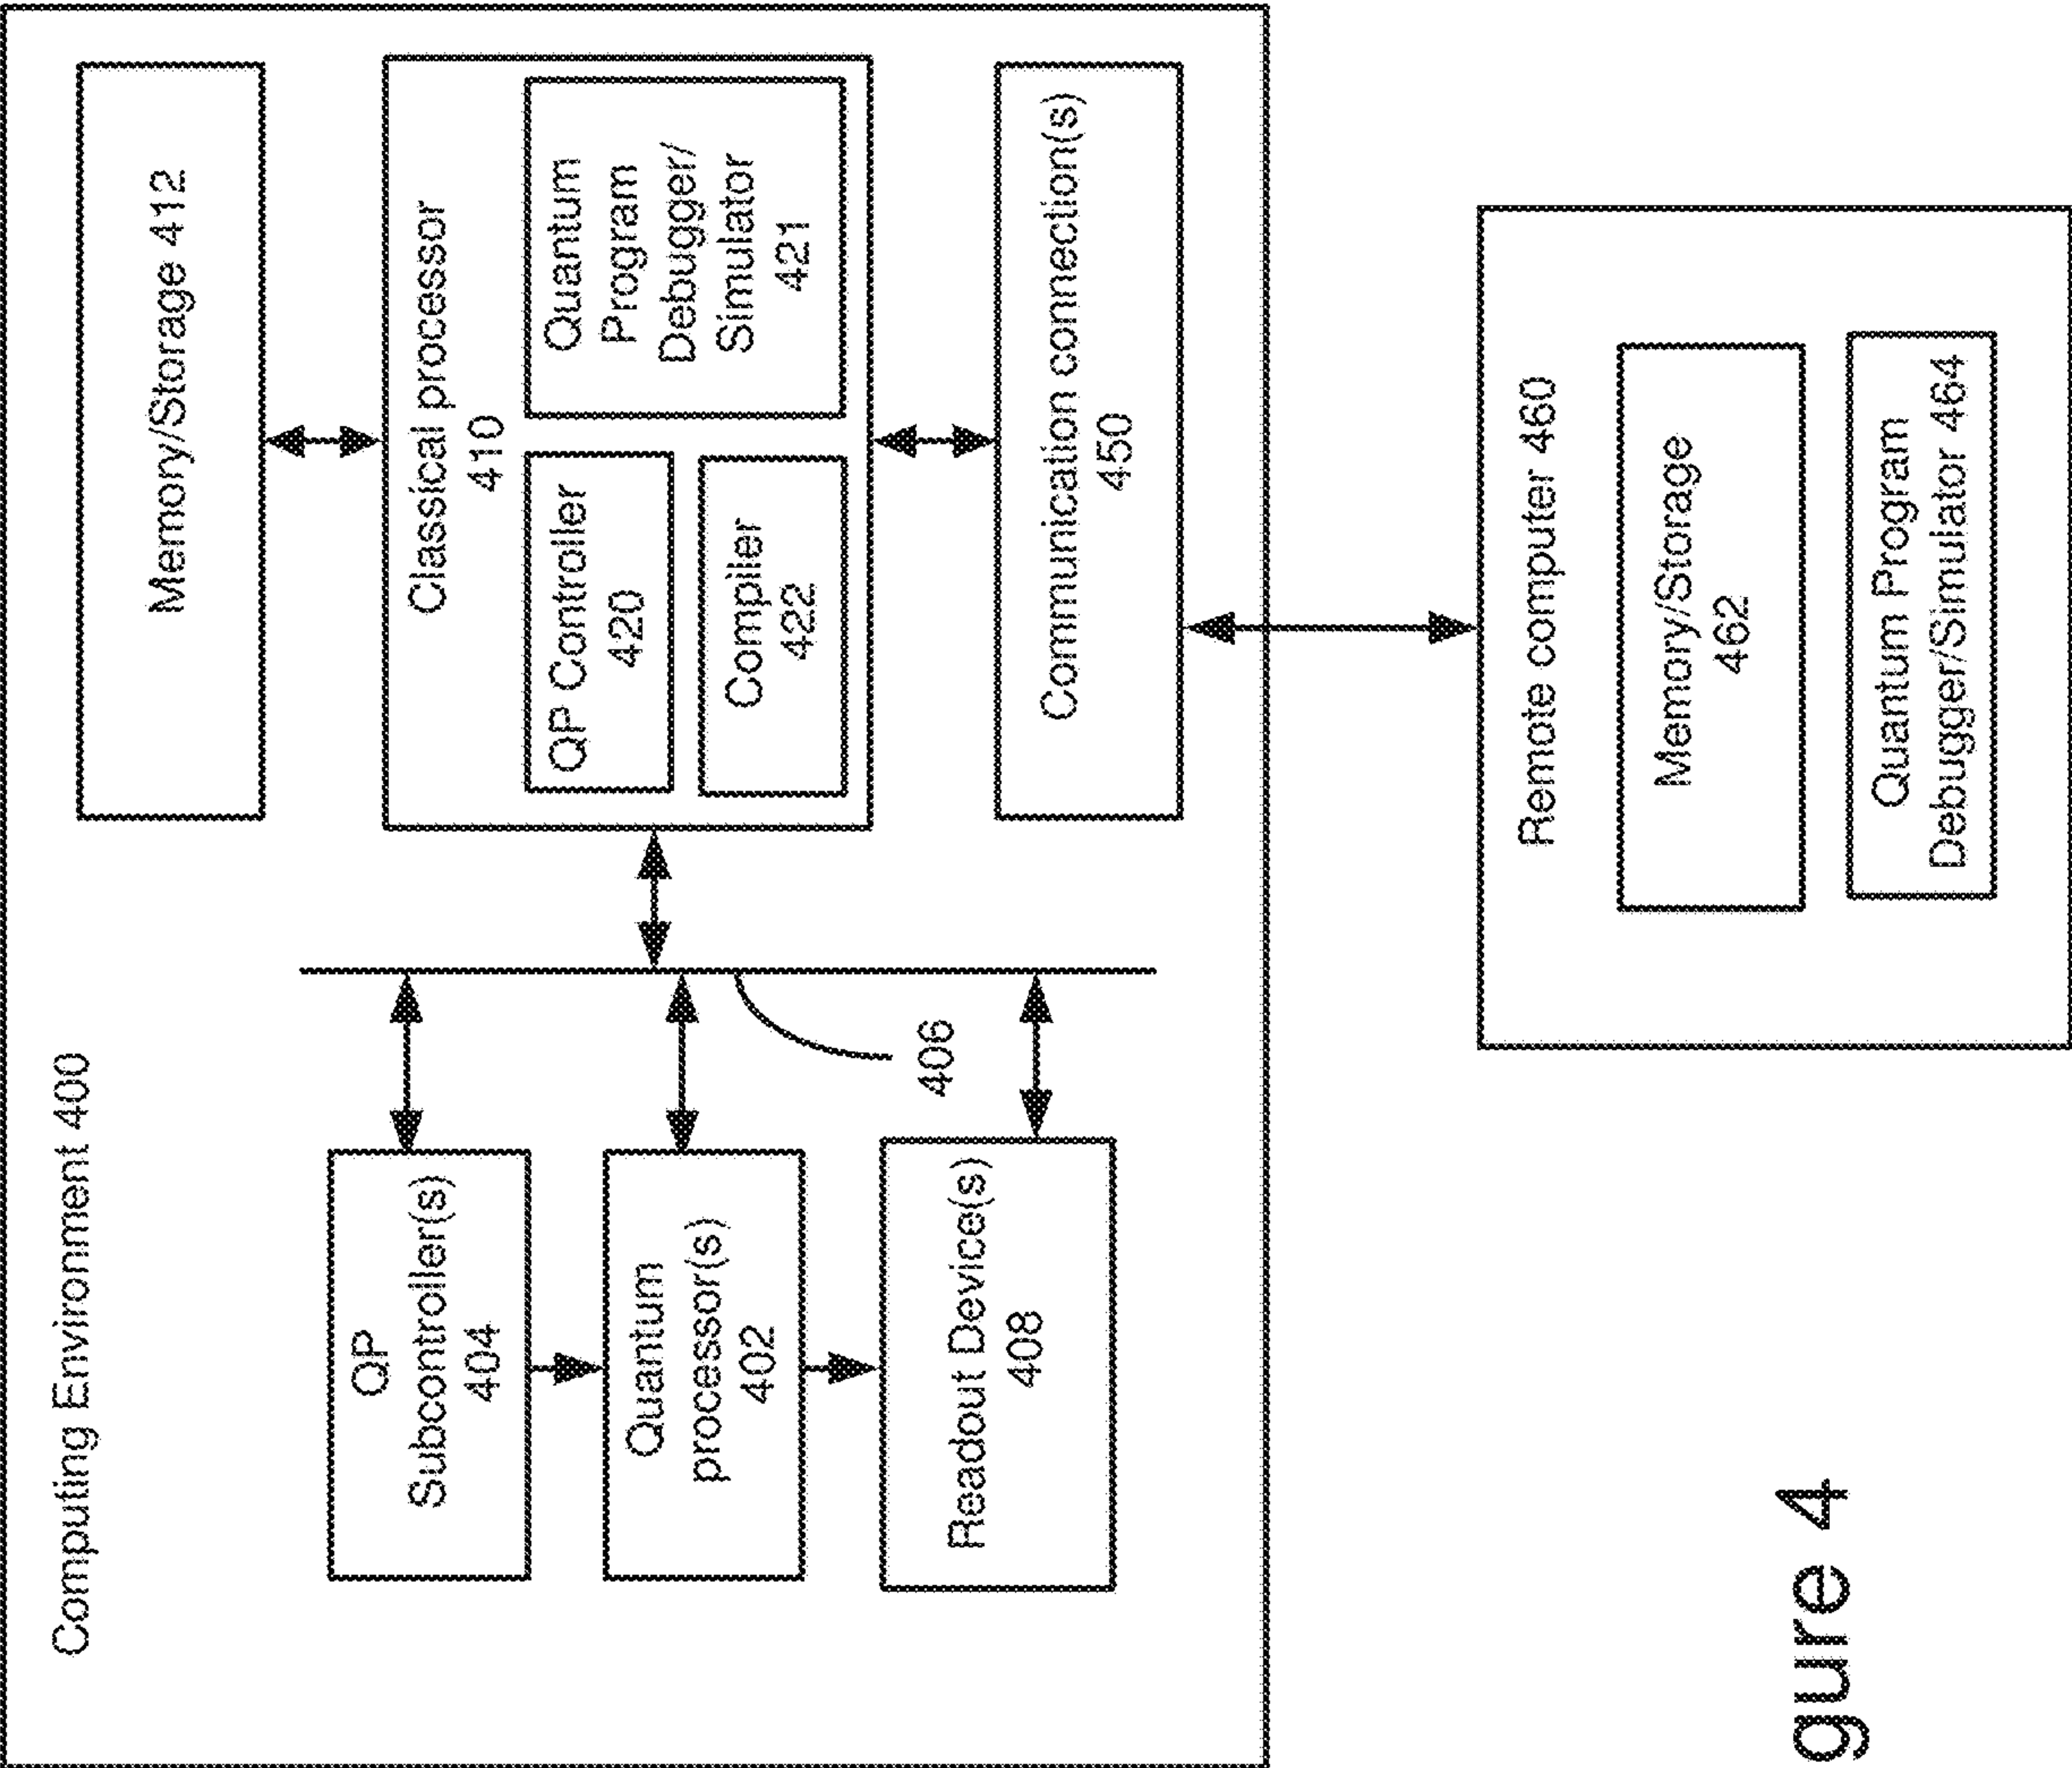 Computing Environment 400
QP
Subcontroller(s)
404
Quantum
processor(s)
402
Readout Device(s)
408
406
Memory/Storage 412
Classical processor
410
QP Controller
420
Compiler
422
Quantum
Program
Debugger/
Simulator
421
Communication connection(s)
450
Remote computer 460
Memory/Storage
462
Quantum Program
Debugger/Simulator 464
gure 4